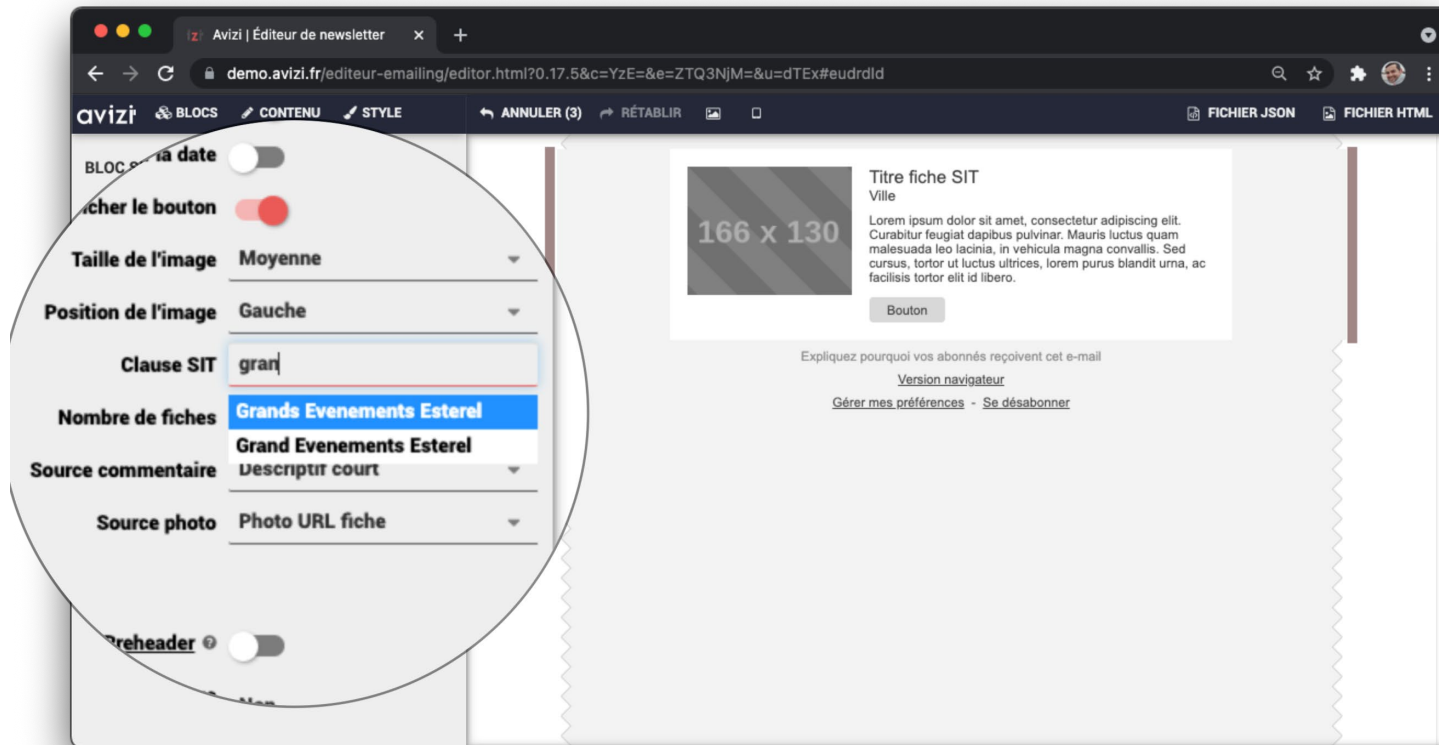 Avizi | Éditeur de newsletter
demo.avizi.fr/editeur-emailing/editor.html?0.17.5&c=YzE=&e=ZTQ3NjM=&u=dTEx#eudrdld
avizi BLOCS CONTENU STYLE ANNULER (3) RÉTABLIR FICHIER JSON FICHIER HTML
BLOC
la date
icher le bouton
Taille de l'image Moyenne
Position de l'image Gauche
Clause SIT gran
Nombre de fiches
Grands Evenements Esterel
Grand Evenements Esterel
Source commentaire Descriptif court
Source photo Photo URL fiche
Preheader
166 x 130
Titre fiche SIT
Ville
Lorem ipsum dolor sit amet, consectetur adipiscing elit.
Curabitur feugiat dapibus pulvinar. Mauris luctus quam
malesuada leo lacinia, in vehicula magna convallis. Sed
cursus, tortor ut luctus ultrices, lorem purus blandit urna, ac
facilisis tortor elit id libero.
Bouton
Expliquez pourquoi vos abonnés reçoivent cet e-mail
Version navigateur
Gérer mes préférences - Se désabonner